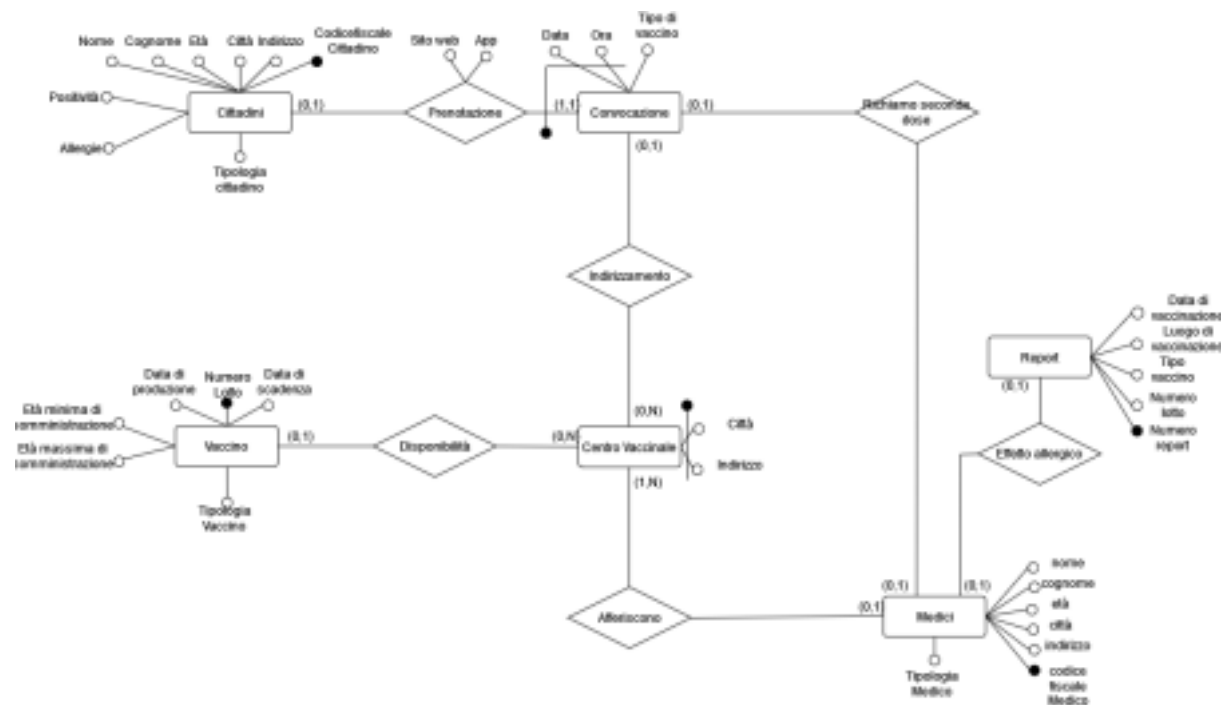 Nome Cognome Età Città Indirizzo Codicefiscale
Cittadino
Sito web App
Data Ora Tipo di
vaccino
Positività
Allergie
Cittadini
(0,1)
Prenotazione
(1,1)
Convocazione
(0,1)
Richiamo seconda
dose
(0,1)
Tipologia
cittadino
Indirizzamento
Data di
vaccinazione
Luogo di
vaccinazione
Tipo
vaccino
Numero
lotto
Numero
report
Report
(0,1)
Data di
produzione
Numero
Lotto
Data di
scadenza
Età minima di
somministrazione
Età massima di
somministrazione
Vaccino
(0,1)
Disponibilità
(0,N)
(0,N)
Centro Vaccinale
(1,N)
Città
Indirizzo
Effetto allergico
Tipologia
Vaccino
Afferiscono
(0,1)
(0,1)
(0,1)
Medici
nome
cognome
età
città
indirizzo
codice
fiscale
Medico
Tipologia
Medico